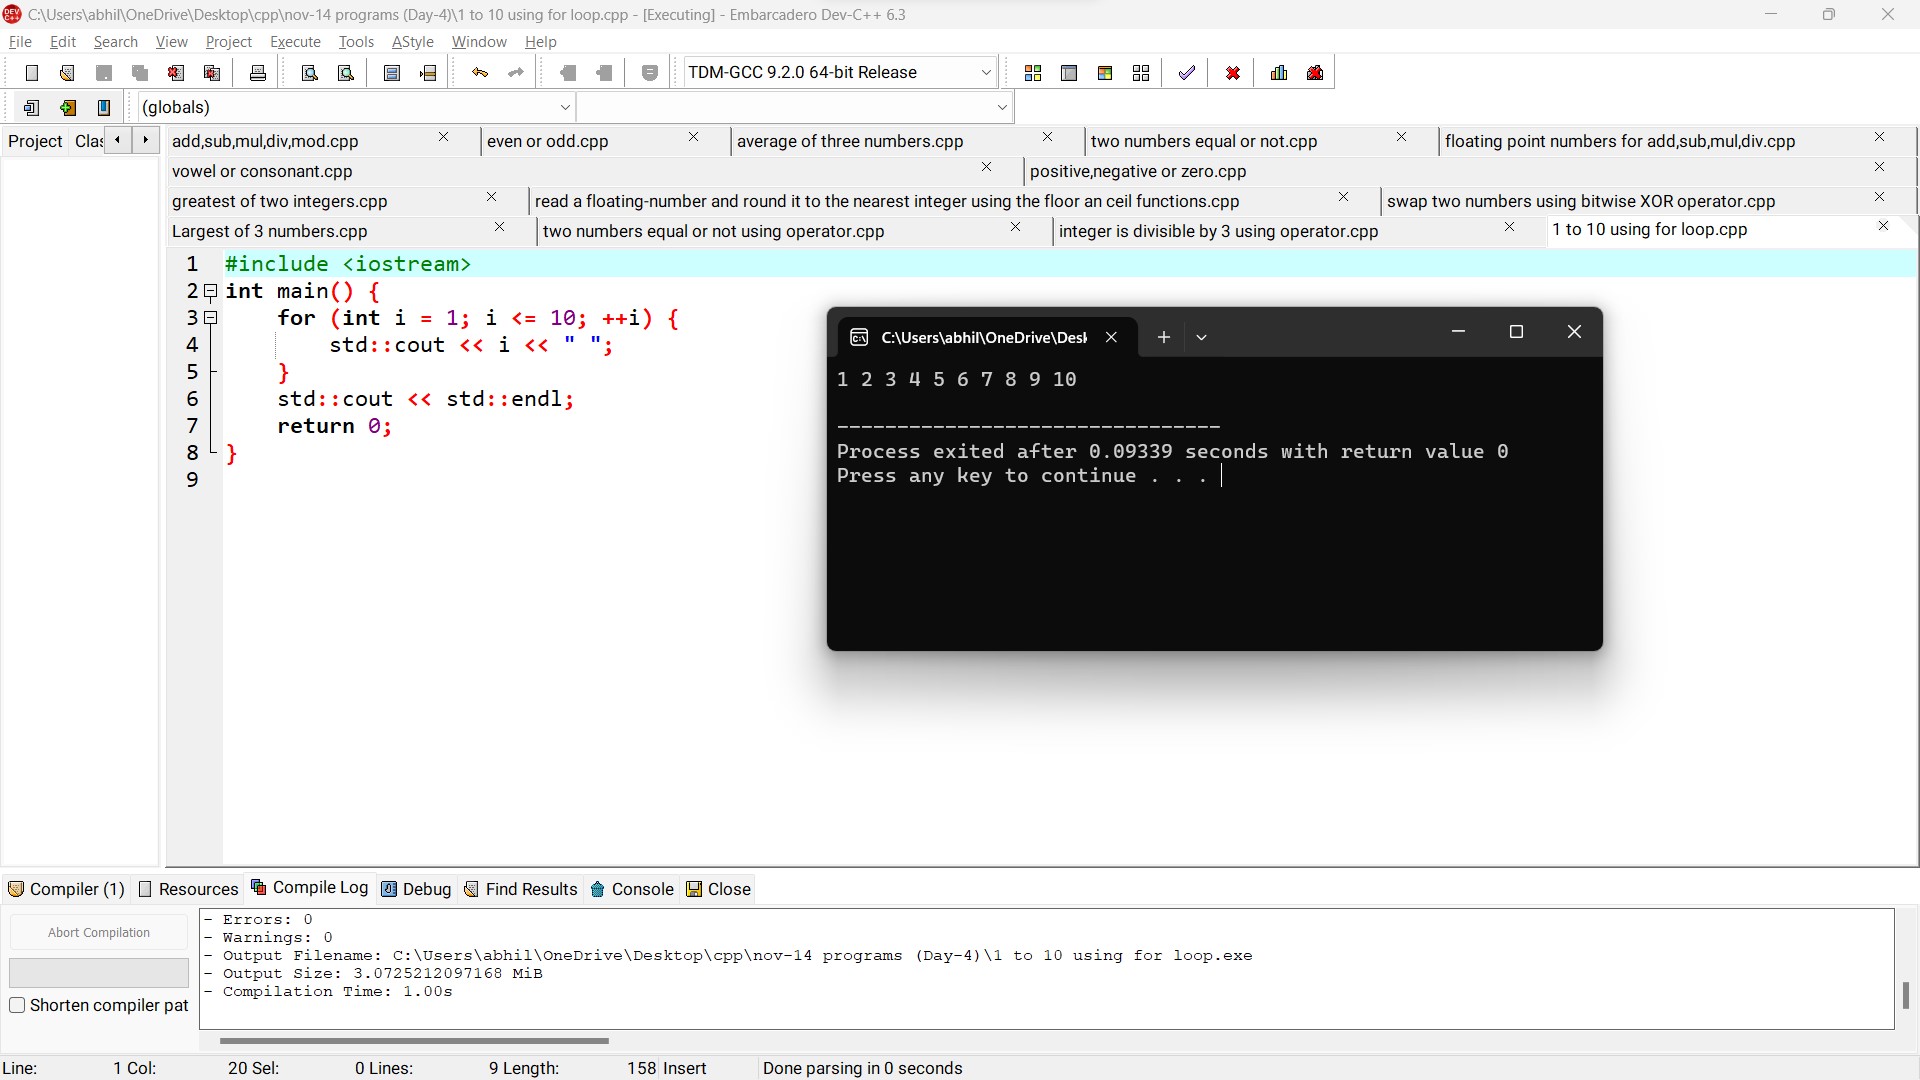 C:\Users\abhil\OneDrive\Desktop\cpp\nov-14 programs (Day-4)\1 to 10 using for loop.cpp - [Executing] - Embarcadero Dev-C++ 6.3
File Edit Search View Project Execute Tools AStyle Window Help
TDM-GCC 9.2.0 64-bit Release
(globals)
Project Clas add,sub,mul,div,mod.cpp even or odd.cpp average of three numbers.cpp two numbers equal or not.cpp floating point numbers for add,sub,mul,div.cpp
vowel or consonant.cpp positive,negative or zero.cpp
greatest of two integers.cpp read a floating-number and round it to the nearest integer using the floor an ceil functions.cpp swap two numbers using bitwise XOR operator.cpp
Largest of 3 numbers.cpp two numbers equal or not using operator.cpp integer is divisible by 3 using operator.cpp 1 to 10 using for loop.cpp
1 #include <iostream>
2 int main() {
3 for (int i = 1; i <= 10; ++i) {
4 std::cout << i << " ";
5 }
6 std::cout << std::endl;
7 return 0;
8 }
9
C:\Users\abhil\OneDrive\Desk
1 2 3 4 5 6 7 8 9 10
--------------------------------
Process exited after 0.09339 seconds with return value 0
Press any key to continue . . .
Compiler (1) Resources Compile Log Debug Find Results Console Close
Abort Compilation
Shorten compiler pat
- Errors: 0
- Warnings: 0
- Output Filename: C:\Users\abhil\OneDrive\Desktop\cpp\nov-14 programs (Day-4)\1 to 10 using for loop.exe
- Output Size: 3.0725212097168 MiB
- Compilation Time: 1.00s
Line: 1 Col: 20 Sel: 0 Lines: 9 Length: 158 Insert Done parsing in 0 seconds